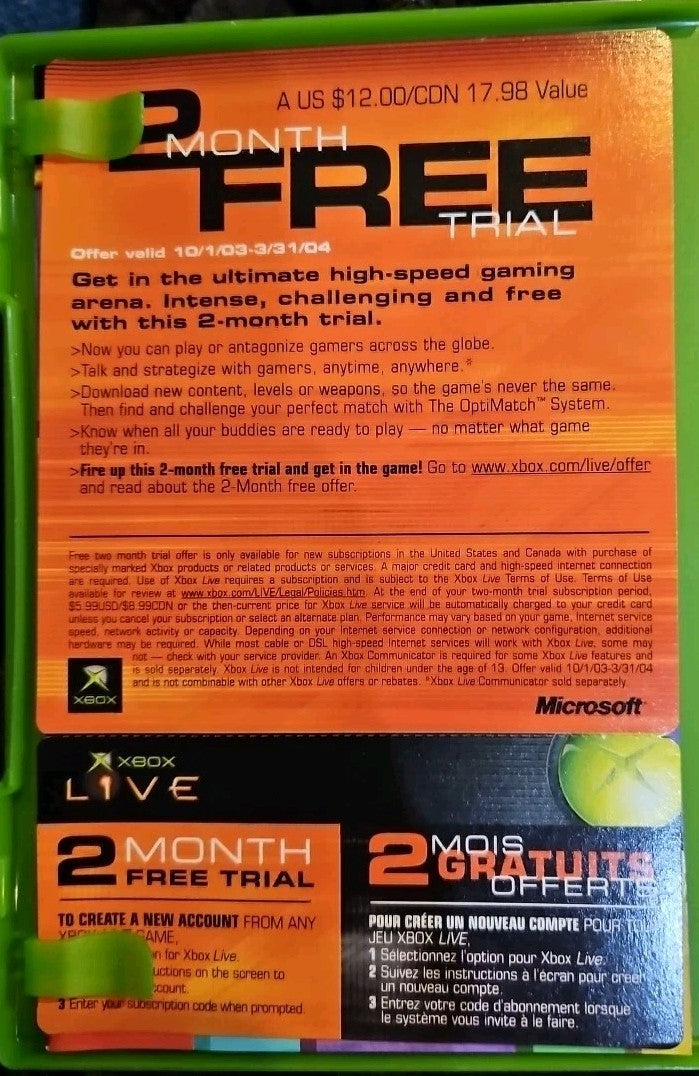 A US $12.00/CDN 17.98 Value
2 MONTH
FREE
TRIAL
Offer valid 10/1/03-3/31/04
Get in the ultimate high-speed gaming
arena. Intense, challenging and free
with this 2-month trial.
>Now you can play or antagonize gamers across the globe.
>Talk and strategize with gamers, anytime, anywhere.*
>Download new content, levels or weapons, so the game's never the same.
Then find and challenge your perfect match with The OptiMatch™ System.
>Know when all your buddies are ready to play — no matter what game
they're in.
>Fire up this 2-month free trial and get in the game! Go to www.xbox.com/live/offer
and read about the 2-Month free offer.
Free two month trial offer is only available for new subscriptions in the United States and Canada with purchase of
specially marked Xbox products or related products or services. A major credit card and high-speed internet connection
are required. Use of Xbox Live requires a subscription and is subject to the Xbox Live Terms of Use. Terms of Use
available for review at www.xbox.com/LIVE/Legal/Policies.htm. At the end of your two-month trial subscription period,
$5.99USD/$8.99CDN or the then-current price for Xbox Live service will be automatically charged to your credit card
unless you cancel your subscription or select an alternate plan. Performance may vary based on your game, Internet service
speed, network activity or capacity. Depending on your Internet service connection or network configuration, additional
hardware may be required. While most cable or DSL high-speed Internet services will work with Xbox Live, some may
not — check with your service provider. An Xbox Communicator is required for some Xbox Live features and
is sold separately. Xbox Live is not intended for children under the age of 13. Offer valid 10/1/03-3/31/04
and is not combinable with other Xbox Live offers or rebates. *Xbox Live Communicator sold separately.
XBOX
Microsoft
XBOX
LIVE
2 MONTH
FREE TRIAL
TO CREATE A NEW ACCOUNT FROM ANY
GAME,
for Xbox Live.
on the screen to
3 Enter your subscription code when prompted.
2 MOIS
GRATUITS
OFFERTS
POUR CRÉER UN NOUVEAU COMPTE POUR
JEU XBOX LIVE,
1 Sélectionnez l'option pour Xbox Live.
2 Suivez les instructions à l'écran pour créer
un nouveau compte.
3 Entrez votre code d'abonnement lorsque
le système vous invite à le faire.